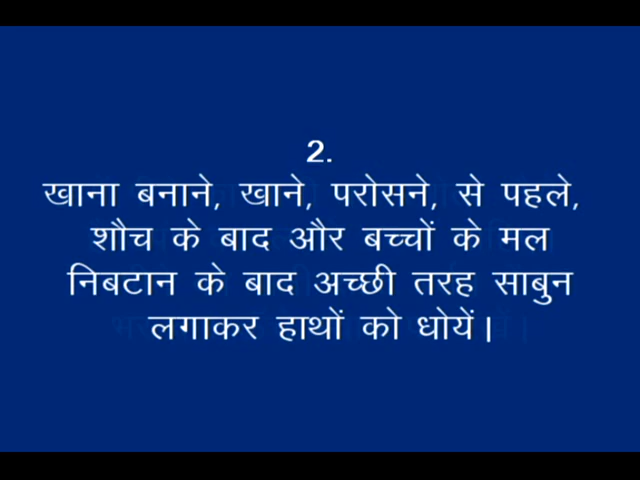 2.
खाना बनाने, खाने, परोसने, से पहले,
शौच के बाद और बच्चों के मल
निबटान के बाद अच्छी तरह साबुन
लगाकर हाथों को धोयें।